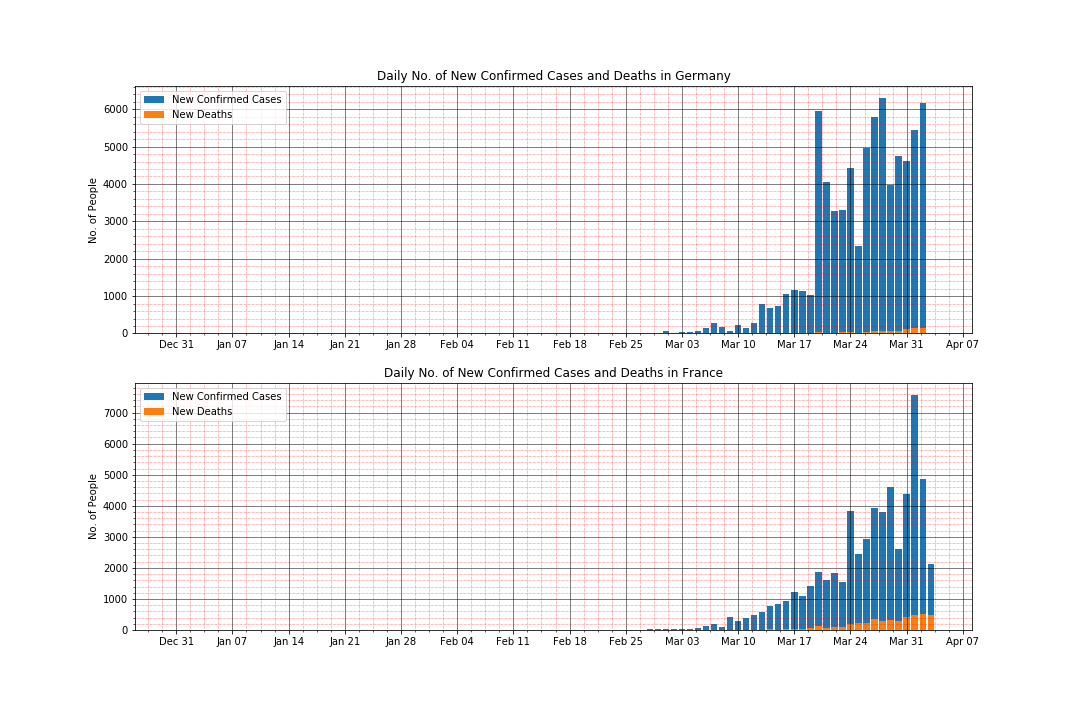 Daily No. of New Confirmed Cases and Deaths in Germany
New Confirmed Cases
New Deaths
No. of People
6000
5000
4000
3000
2000
1000
0
Dec 31 Jan 07 Jan 14 Jan 21 Jan 28 Feb 04 Feb 11 Feb 18 Feb 25 Mar 03 Mar 10 Mar 17 Mar 24 Mar 31 Apr 07
Daily No. of New Confirmed Cases and Deaths in France
New Confirmed Cases
New Deaths
No. of People
7000
6000
5000
4000
3000
2000
1000
0
Dec 31 Jan 07 Jan 14 Jan 21 Jan 28 Feb 04 Feb 11 Feb 18 Feb 25 Mar 03 Mar 10 Mar 17 Mar 24 Mar 31 Apr 07